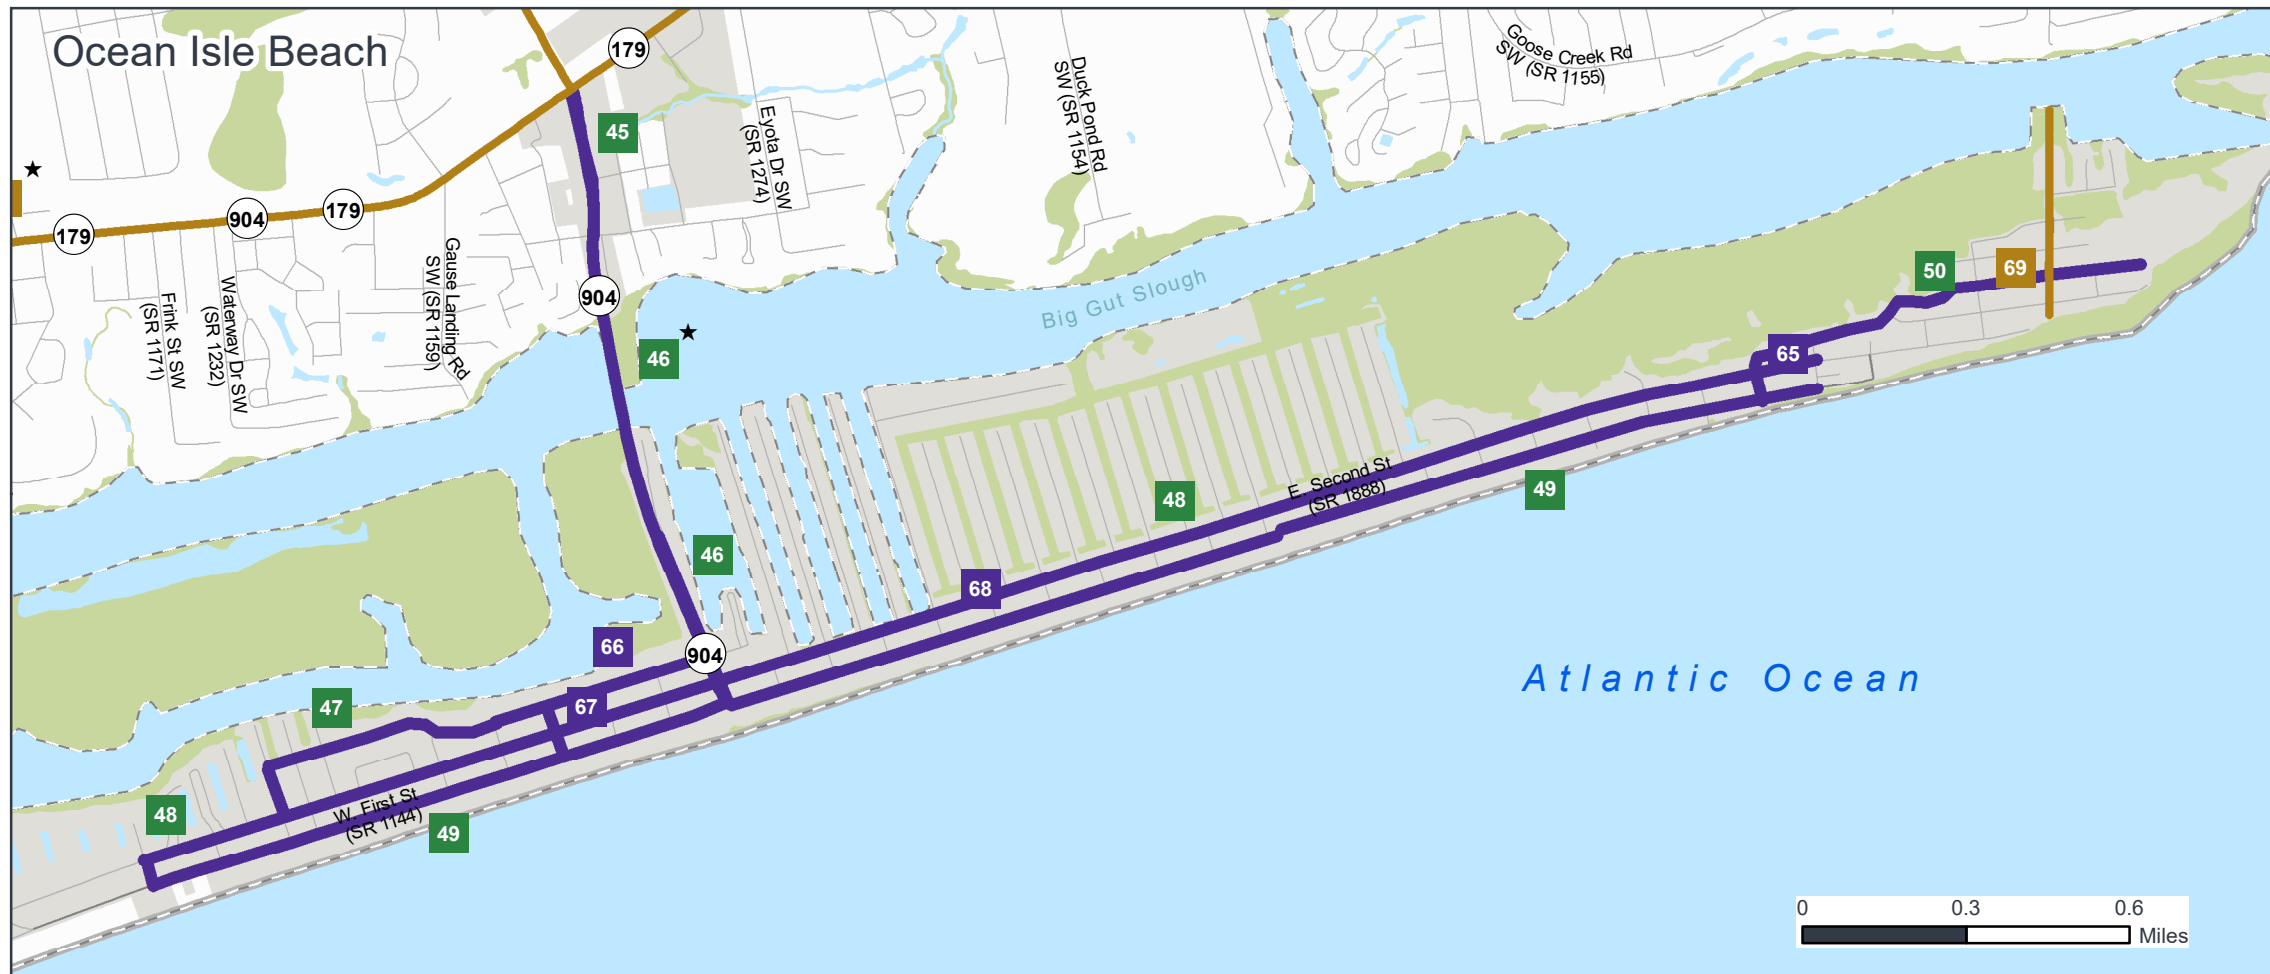 Ocean Isle Beach
179
45
Eyota Dr SW
(SR 1274)
Duck Pond Rd
SW (SR 1154)
Goose Creek Rd
SW (SR 1155)
179
904
179
Frink St SW
(SR 1171)
Waterway Dr SW
(SR 1232)
Gause Landing Rd
SW (SR 1159)
904
46
Big Gut Slough
50
69
65
48
E. Second St
(SR 1888)
49
46
68
66
904
67
47
Atlantic Ocean
48
W. First St
(SR 1144)
49
0 0.3 0.6
Miles